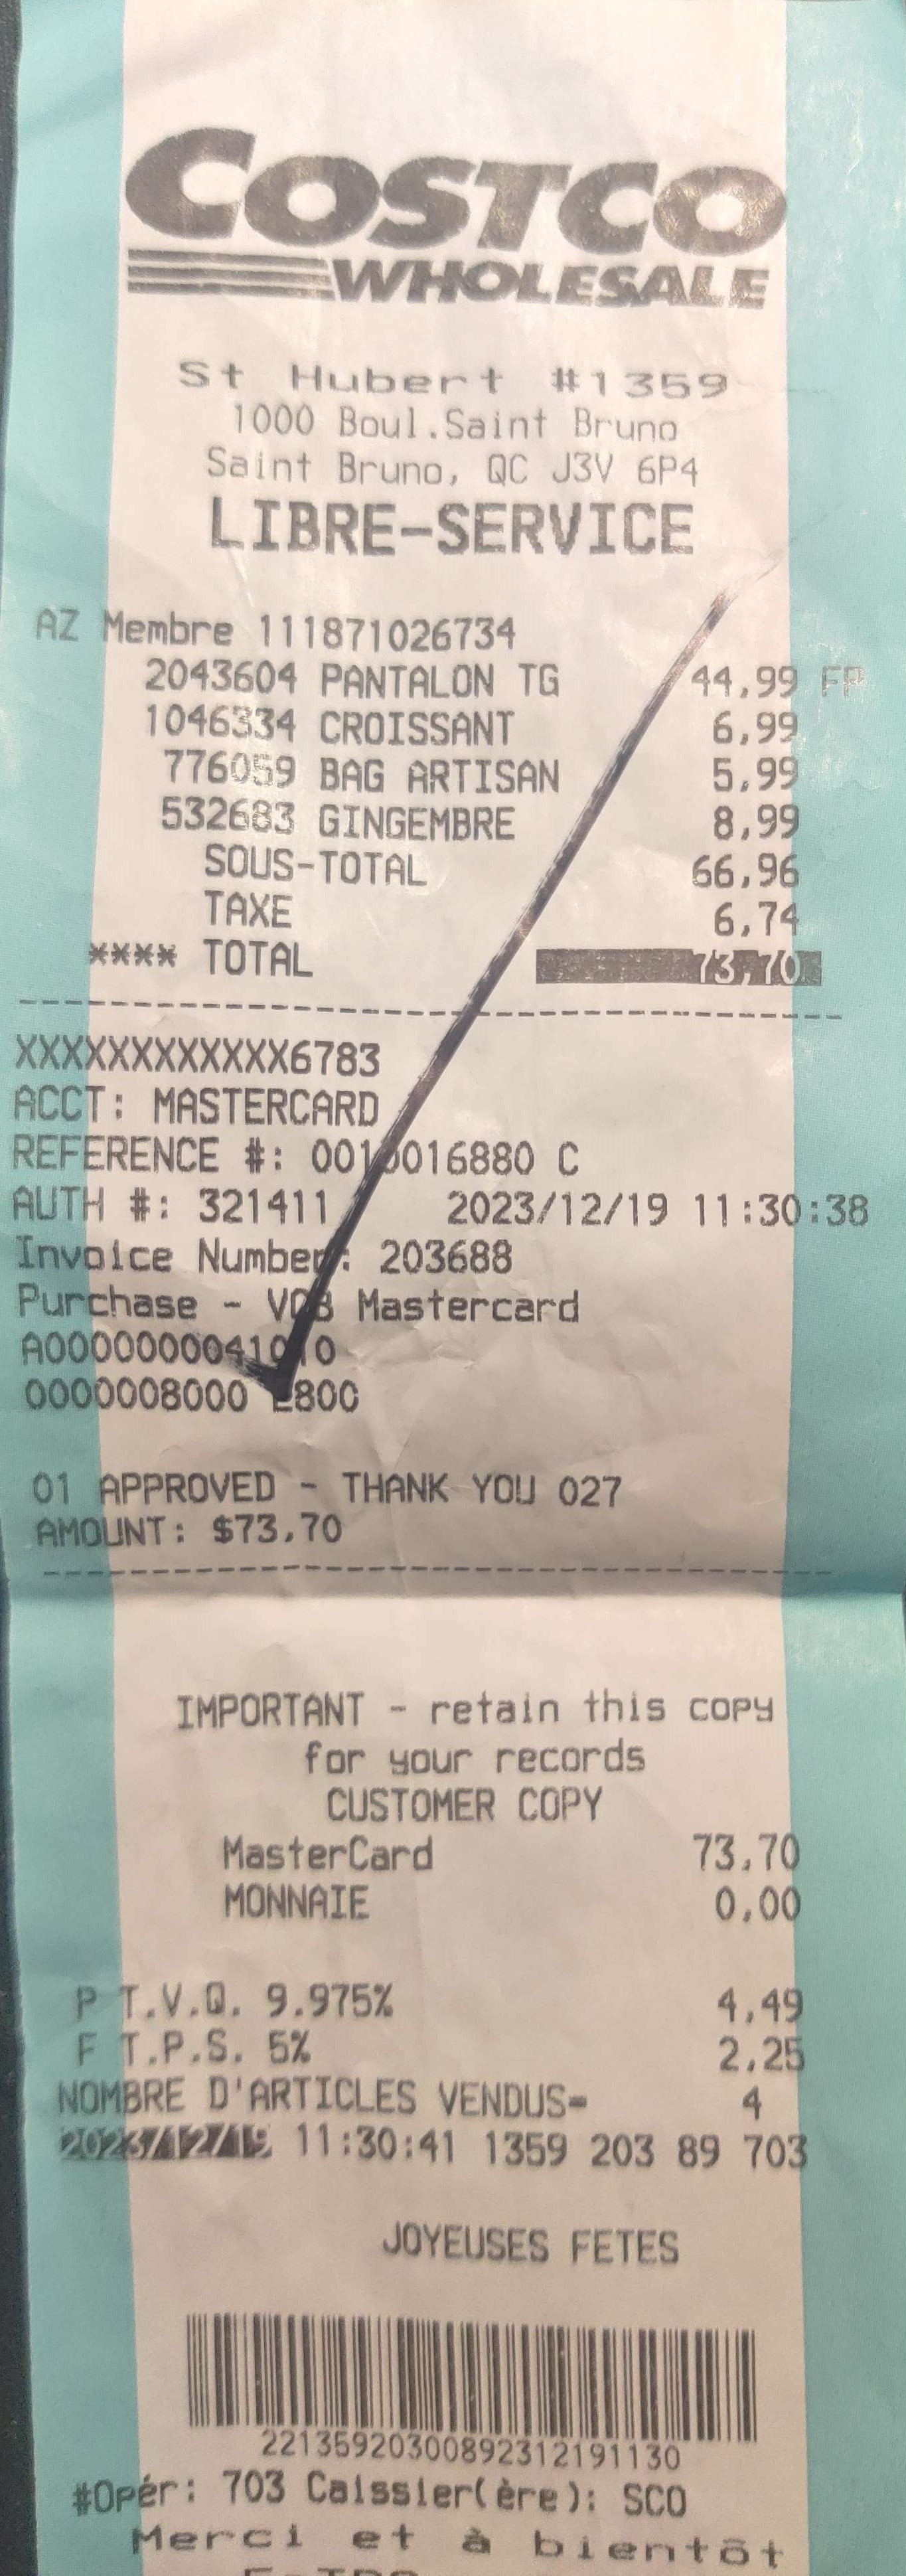 COSTCO
WHOLESALE
St Hubert #1359
1000 Boul.Saint Bruno
Saint Bruno, QC J3V 6P4
LIBRE-SERVICE
AZ Membre 111871026734
2043604 PANTALON TG 44,99 FP
1046334 CROISSANT 6,99
776059 BAG ARTISAN 5,99
532683 GINGEMBRE 8,99
SOUS-TOTAL 66,96
TAXE 6,74
**** TOTAL 73,70
XXXXXXXXXXXX6783
ACCT: MASTERCARD
REFERENCE #: 0010016880 C
AUTH #: 321411 2023/12/19 11:30:38
Invoice Number: 203688
Purchase - Mastercard
A0000000041010
0000008000 E800
01 APPROVED - THANK YOU 027
AMOUNT: $73,70
IMPORTANT - retain this copy
for your records
CUSTOMER COPY
MasterCard 73,70
MONNAIE 0,00
P T.V.Q. 9.975% 4,49
F T.P.S. 5% 2,25
NOMBRE D'ARTICLES VENDUS= 4
2023/12/19 11:30:41 1359 203 89 703
JOYEUSES FETES
22135920300892312191130
#Opér: 703 Caissier(ère): SCO
Merci et à bientôt